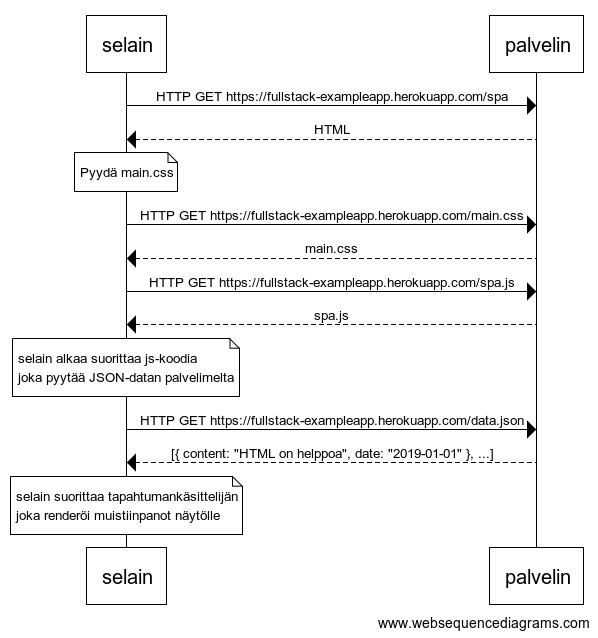 selain
palvelin
HTTP GET https://fullstack-exampleapp.herokuapp.com/spa
HTML
Pyydä main.css
HTTP GET https://fullstack-exampleapp.herokuapp.com/main.css
main.css
HTTP GET https://fullstack-exampleapp.herokuapp.com/spa.js
spa.js
selain alkaa suorittaa js-koodia
joka pyytää JSON-datan palvelimelta
HTTP GET https://fullstack-exampleapp.herokuapp.com/data.json
[{ content: "HTML on helppoa", date: "2019-01-01" }, ...]
selain suorittaa tapahtumankäsittelijän
joka renderöi muistiinpanot näytölle
selain
palvelin
www.websequencediagrams.com